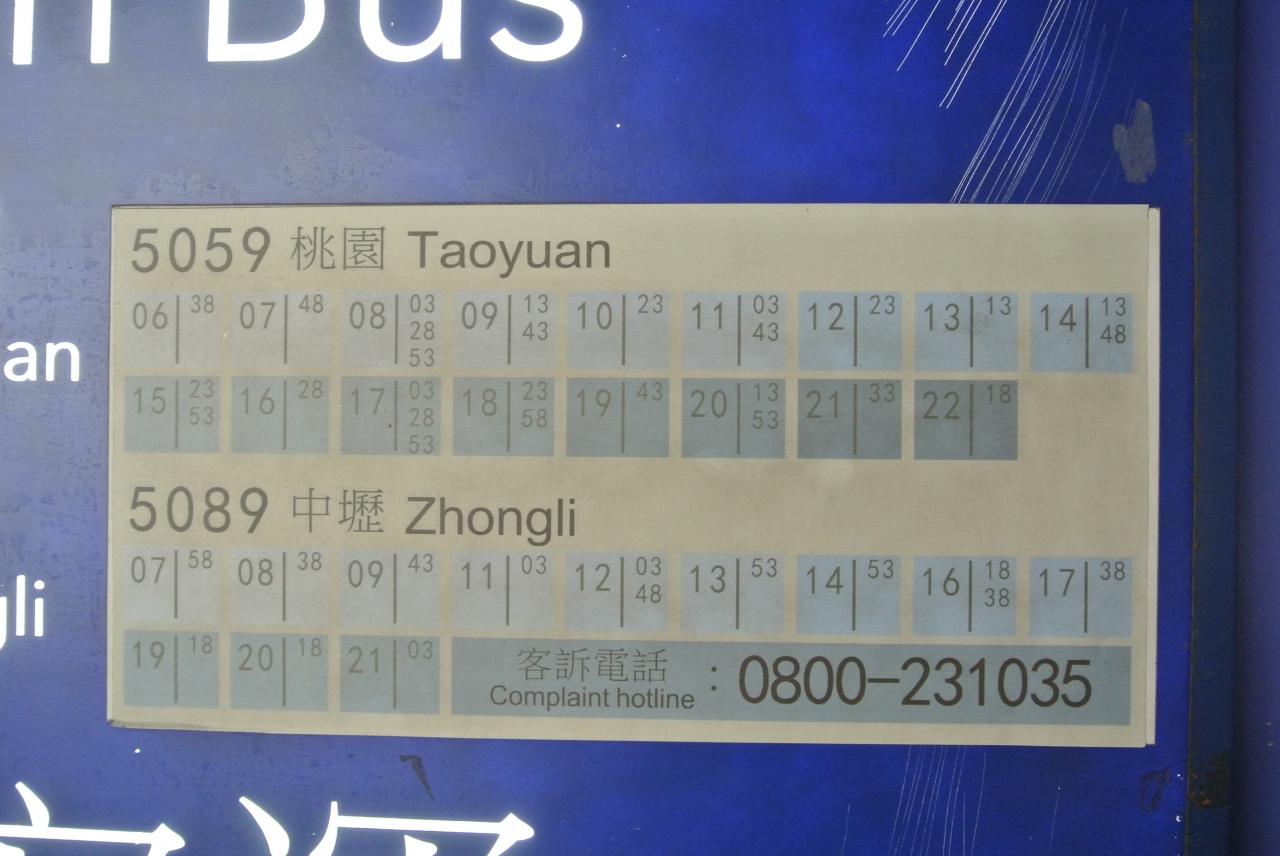 n Bus
5059 桃園 Taoyuan
06 38 07 48 08 03 28 53 09 13 43 10 23 11 03 43 12 23 13 13 14 13 48
15 23 53 16 28 17 03 28 53 18 23 58 19 43 20 13 53 21 33 22 18
an
5089 中壢 Zhongli
07 58 08 38 09 43 11 03 12 03 48 13 53 14 53 16 18 38 17 38
gli
19 18 20 18 21 03
客訴電話
Complaint hotline : 0800-231035